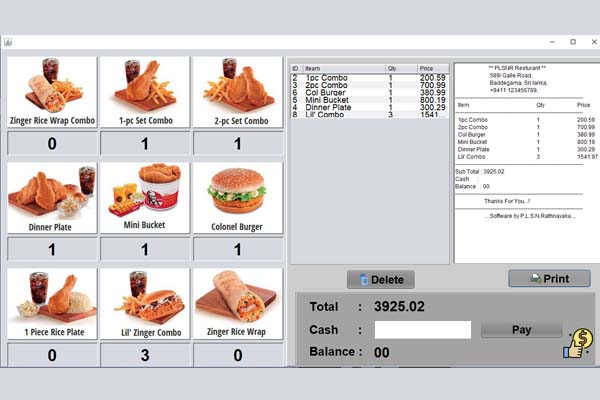 Zinger Rice Wrap Combo
1-pc Set Combo
2-pc Set Combo
0
1
1
Dinner Plate
Mini Bucket
Colonel Burger
1
1
1
1 Piece Rice Plate
Lil' Zinger Combo
Zinger Rice Wrap
0
3
0
ID Iteam Qty Price
2 1pc Combo 1 200.59
3 2pc Combo 1 700.99
6 Col Burger 1 380.99
5 Mini Bucket 1 800.19
4 Dinner Plate 1 300.29
8 Lil' Combo 3 1541...
** PLSNR Resturant **
589/ Galle Road,
Baddegama, Sri lanka,
+9411 123456789,
Item Qty Price
1pc Combo 1 200.59
2pc Combo 1 700.99
Col Burger 1 380.99
Mini Bucket 1 800.19
Dinner Plate 1 300.29
Lil' Combo 3 1541.97
Sub Total : 3925.02
Cash :
Balance : 00
Thanks For You..!
...Software by P.L.S.N.Rathnayaka...
Delete
Print
Total : 3925.02
Cash : Pay
Balance : 00